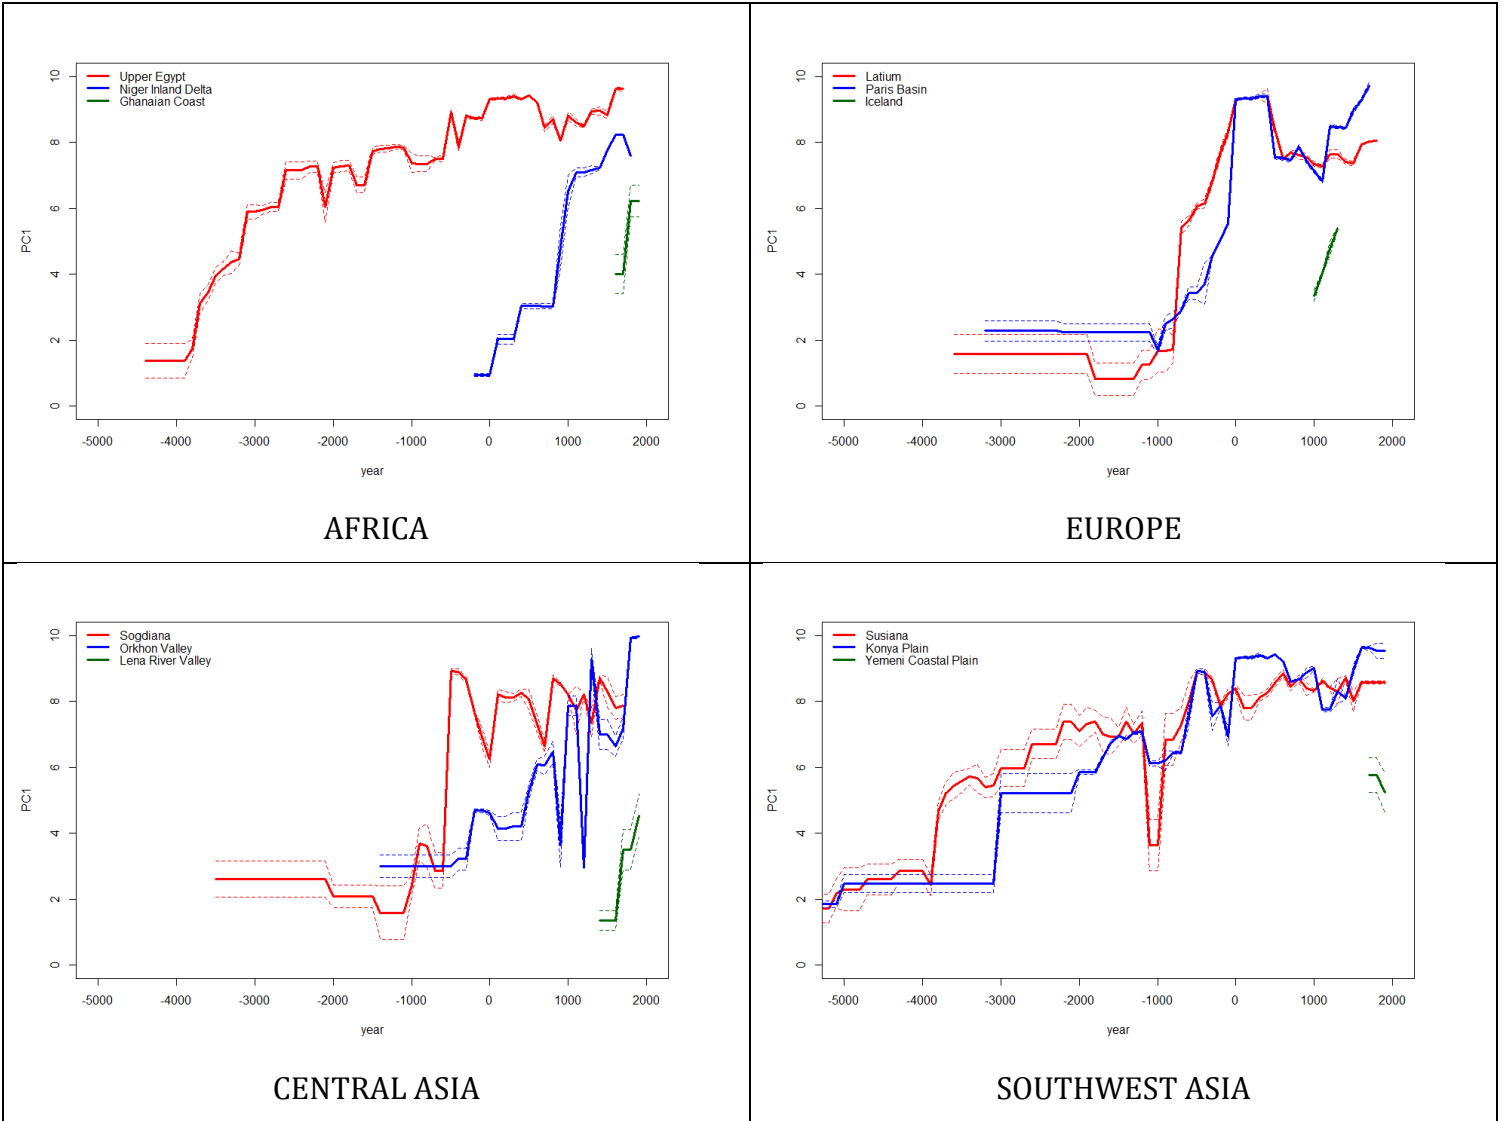 Upper Egypt
Niger Inland Delta
Ghanaian Coast
10
8
6
4
2
0
PC1
-5000 -4000 -3000 -2000 -1000 0 1000 2000
year
AFRICA
Latium
Paris Basin
Iceland
10
8
6
4
2
0
PC1
-5000 -4000 -3000 -2000 -1000 0 1000 2000
year
EUROPE
Sogdiana
Orkhon Valley
Lena River Valley
10
8
6
4
2
0
PC1
-5000 -4000 -3000 -2000 -1000 0 1000 2000
year
CENTRAL ASIA
Susiana
Konya Plain
Yemeni Coastal Plain
10
8
6
4
2
0
PC1
-5000 -4000 -3000 -2000 -1000 0 1000 2000
year
SOUTHWEST ASIA